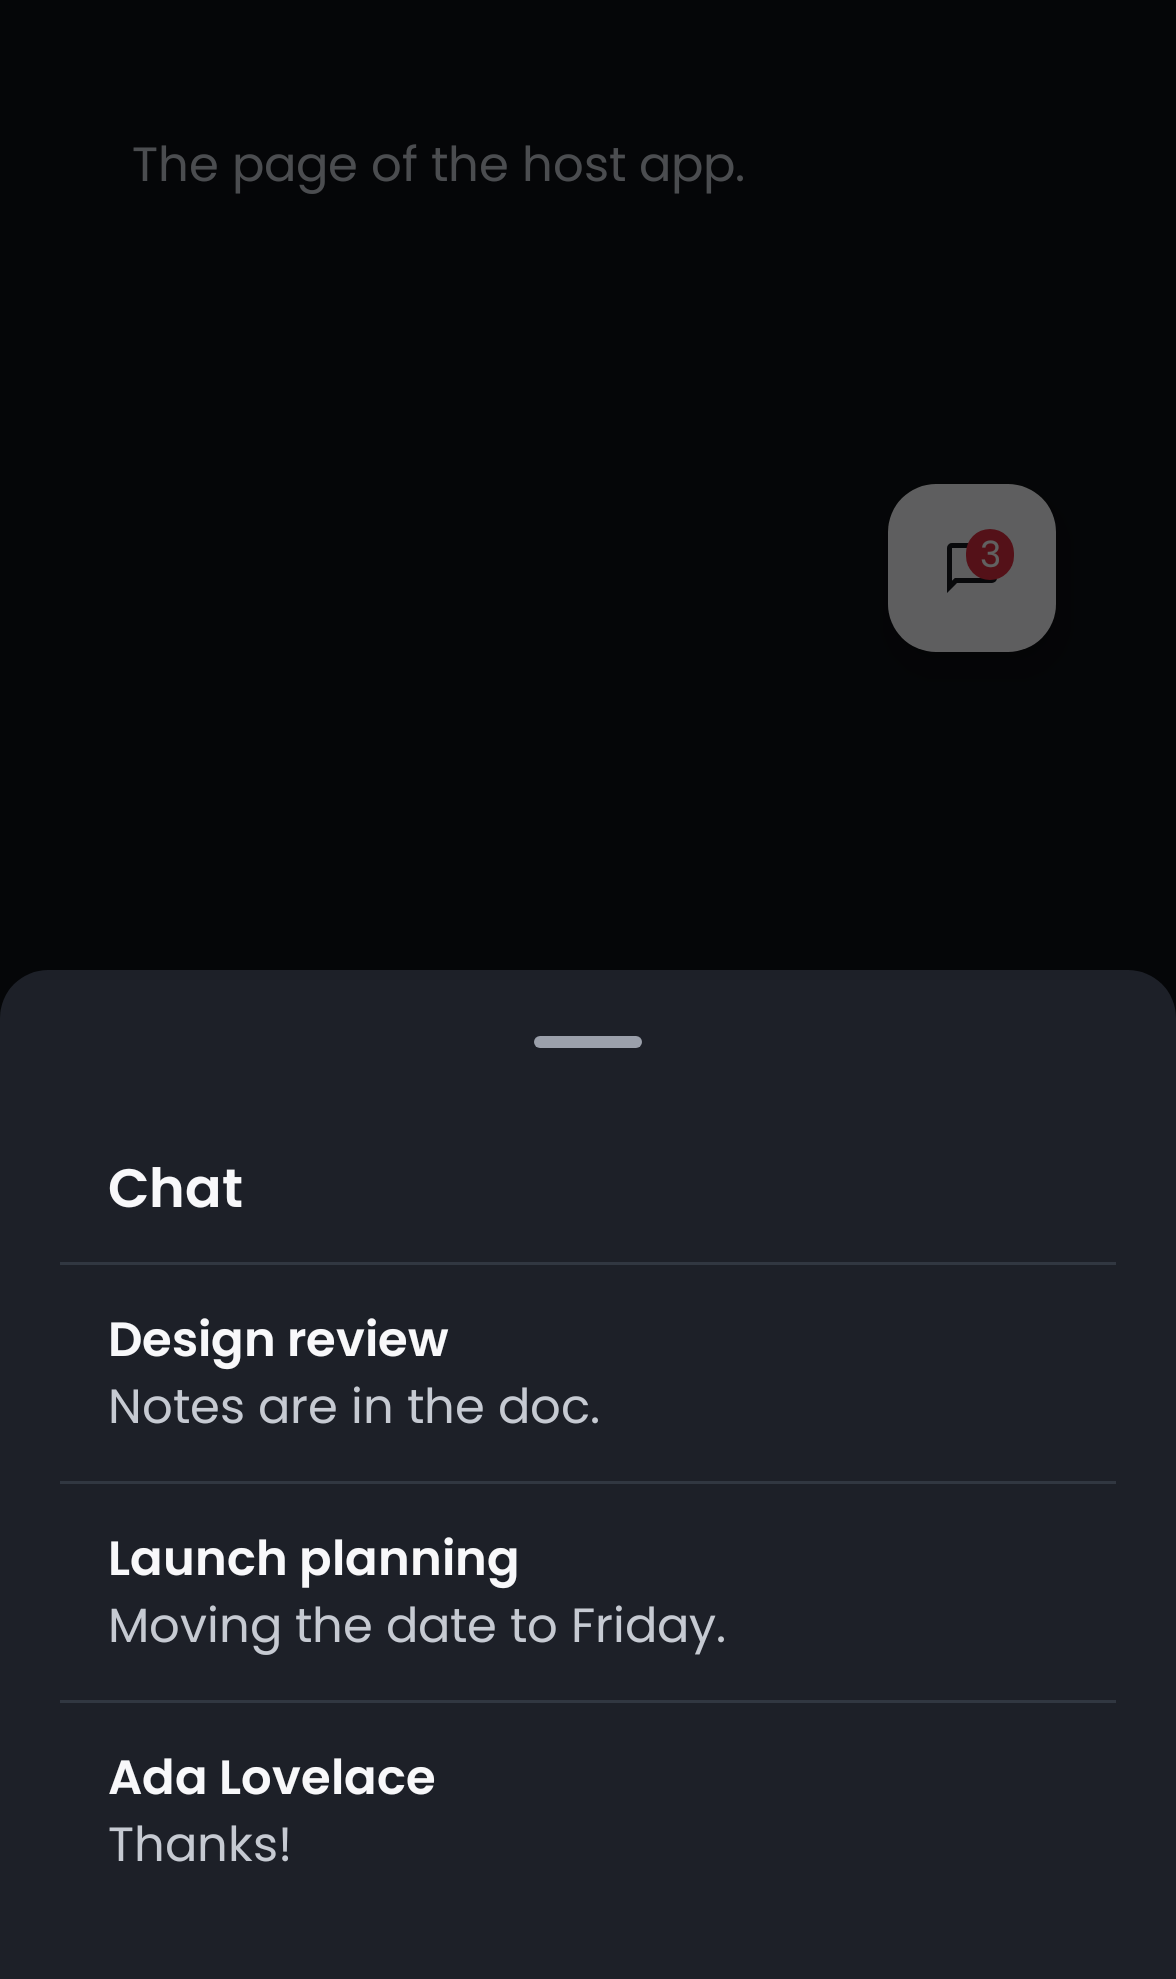 The page of the host app.
3
Chat
Design review
Notes are in the doc.
Launch planning
Moving the date to Friday.
Ada Lovelace
Thanks!